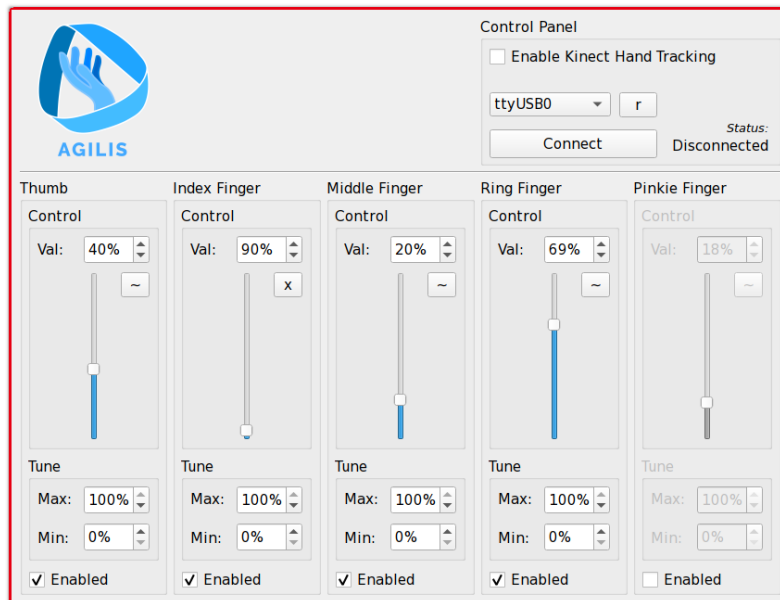 Control Panel
Enable Kinect Hand Tracking
ttyUSB0 r
Status:
Connect Disconnected
AGILIS
Thumb Index Finger Middle Finger Ring Finger Pinkie Finger
Control Control Control Control Control
Val: 40% Val: 90% Val: 20% Val: 69% Val: 18%
~ x ~ ~ ~
Tune Tune Tune Tune Tune
Max: 100% Max: 100% Max: 100% Max: 100% Max: 100%
Min: 0% Min: 0% Min: 0% Min: 0% Min: 0%
Enabled Enabled Enabled Enabled Enabled